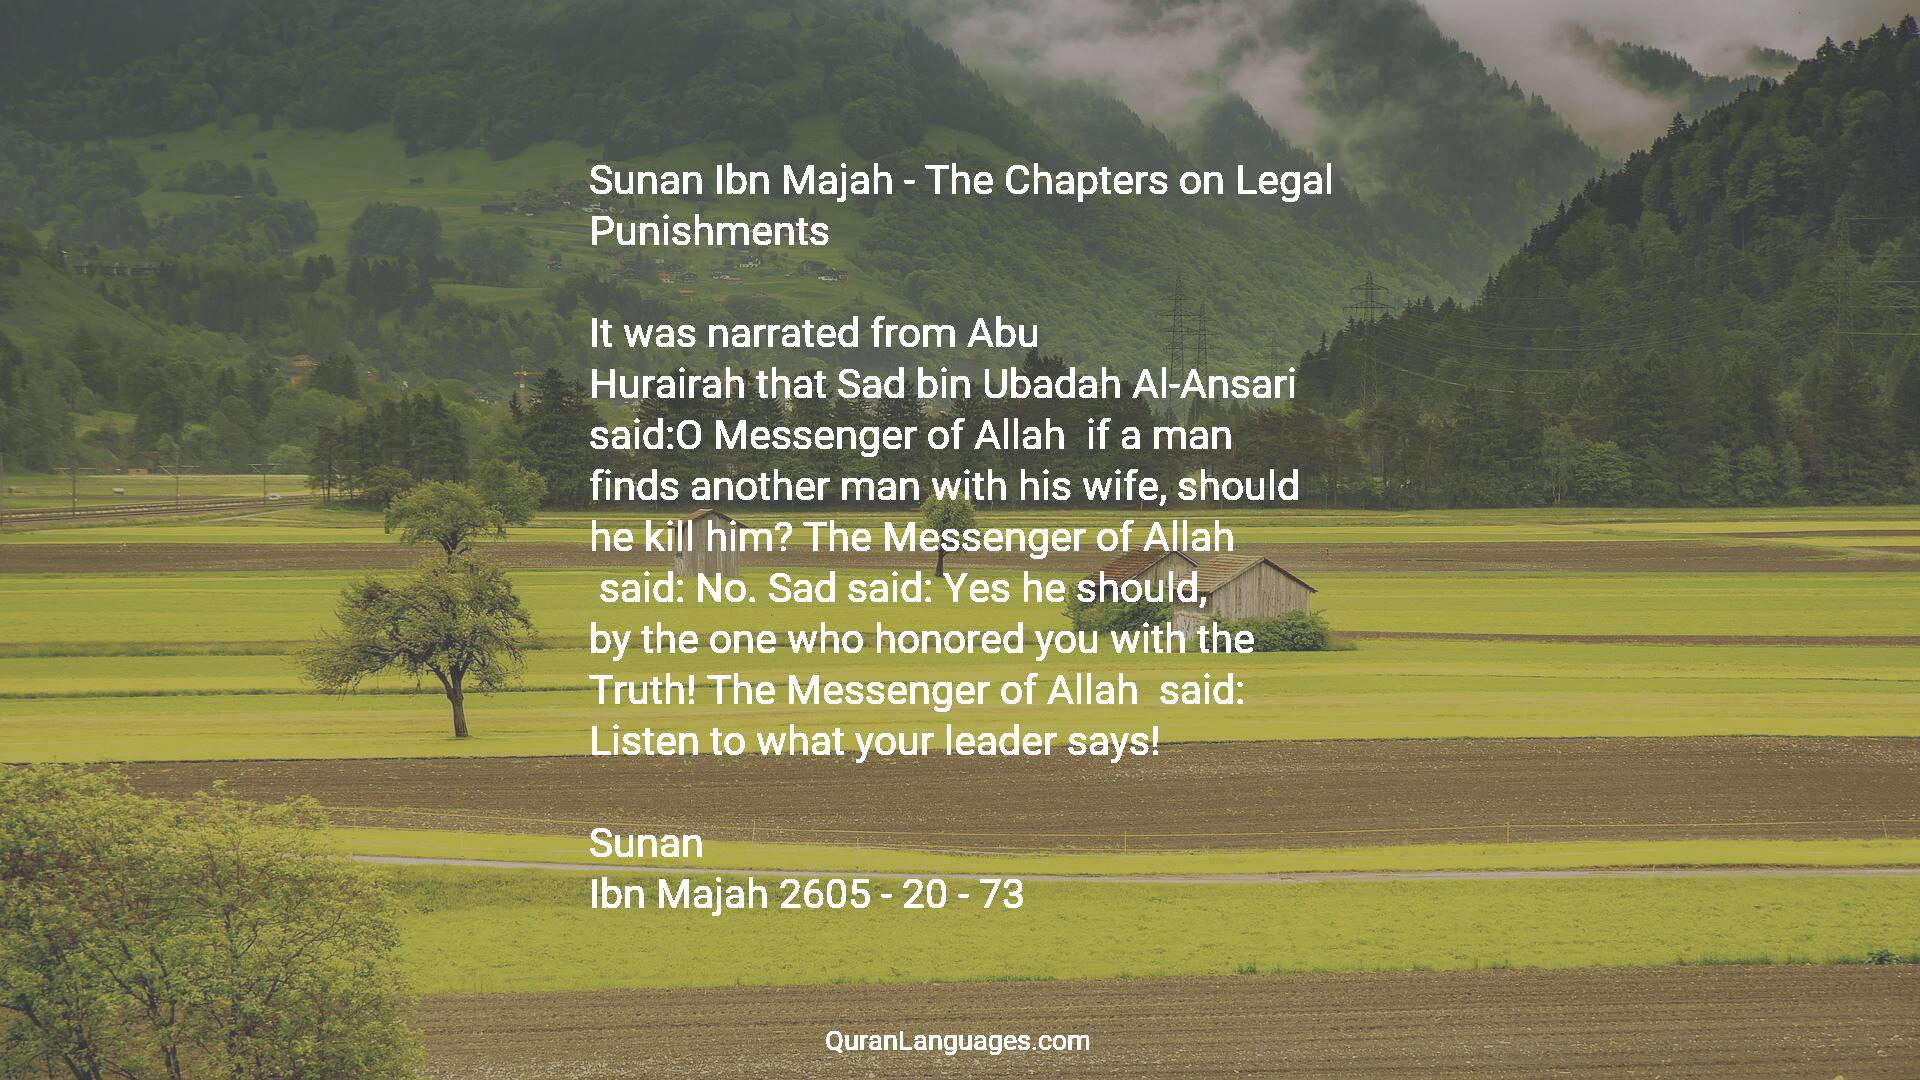 Sunan Ibn Majah - The Chapters on Legal
Punishments
It was narrated from Abu
Hurairah that Sad bin Ubadah Al-Ansari
said:O Messenger of Allah  if a man
finds another man with his wife, should
he kill him? The Messenger of Allah
said: No. Sad said: Yes he should,
by the one who honored you with the
Truth! The Messenger of Allah  said:
Listen to what your leader says!
Sunan
Ibn Majah 2605 - 20 - 73
QuranLanguages.com